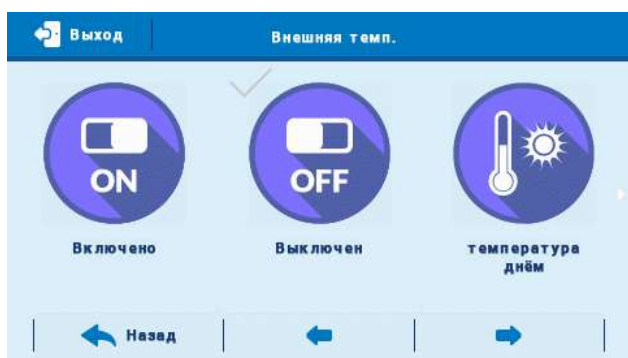 Выход
Внешняя темп.
ON
OFF
Включено
Выключен
температура
днём
Назад